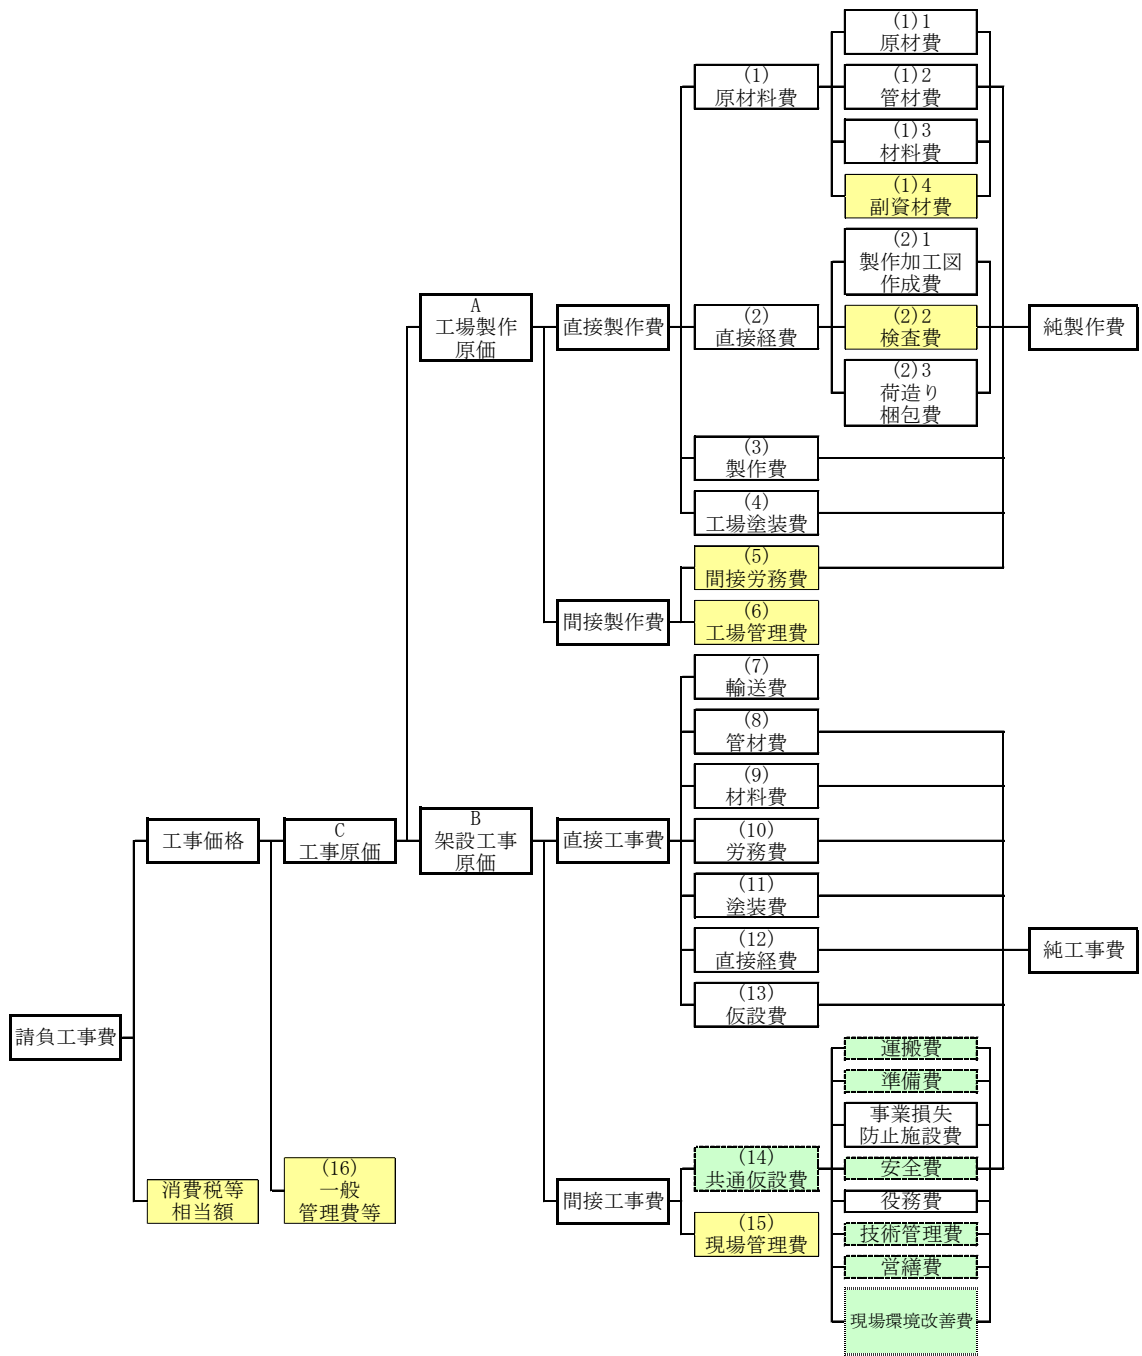 (1)1
原材費
(1)
原材料費
(1)2
管材費
(1)3
材料費
(1)4
副資材費
(2)1
製作加工図
作成費
A
工場製作
原価
直接製作費
(2)
直接経費
(2)2
検査費
純製作費
(2)3
荷造り
梱包費
(3)
製作費
(4)
工場塗装費
(5)
間接労務費
間接製作費
(6)
工場管理費
(7)
輸送費
(8)
管材費
(9)
材料費
工事価格
C
工事原価
B
架設工事
原価
直接工事費
(10)
労務費
(11)
塗装費
(12)
直接経費
純工事費
(13)
仮設費
請負工事費
運搬費
準備費
事業損失
防止施設費
(14)
共通仮設費
安全費
消費税等
相当額
(16)
一般
管理費等
間接工事費
役務費
(15)
現場管理費
技術管理費
営繕費
現場環境改善費